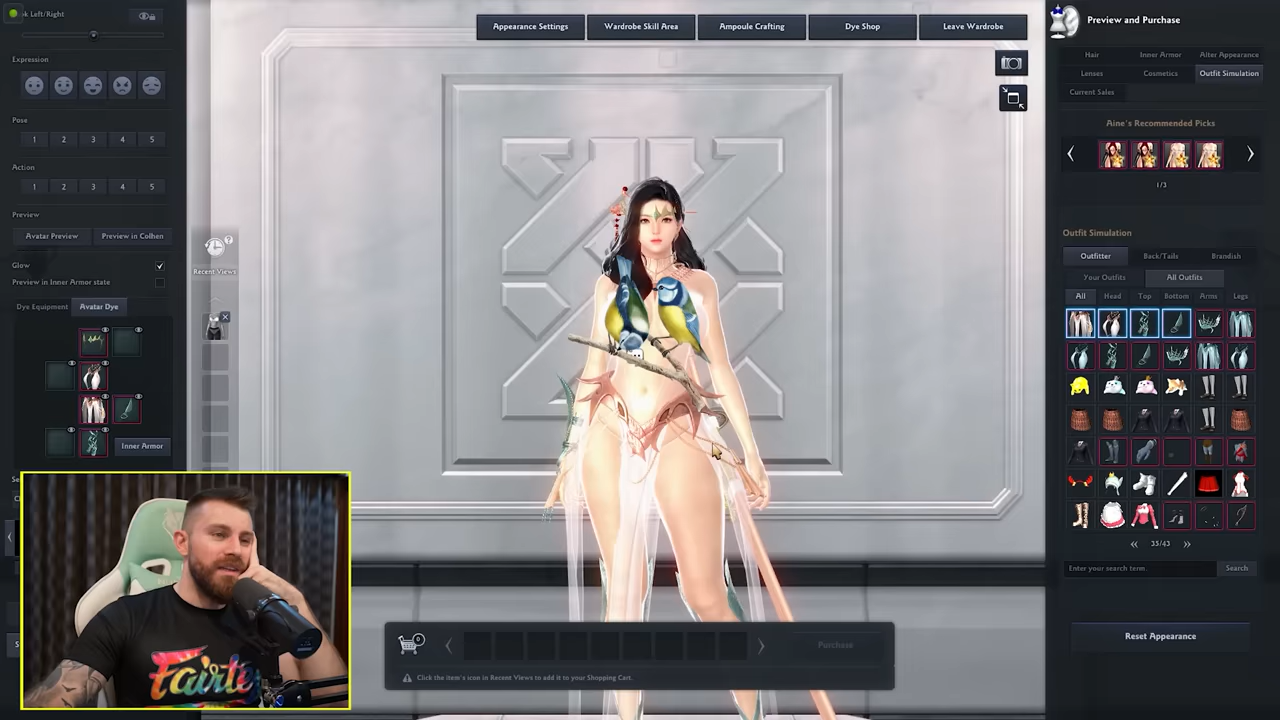 k Left/Right
Expression
Pose
1 2 3 4 5
Action
1 2 3 4 5
Preview
Avatar Preview Preview in Colhen
Glow
Preview in Inner Armor state
Dye Equipment Avatar Dye
Inner Armor
?
Recent Views
Appearance Settings Wardrobe Skill Area Ampoule Crafting Dye Shop Leave Wardrobe
Fairte
0
Purchase
Click the item's icon in Recent Views to add it to your Shopping Cart.
Preview and Purchase
Hair Inner Armor Alter Appearance
Lenses Cosmetics Outfit Simulation
Current Sales
Aine's Recommended Picks
1/3
Outfit Simulation
Outfitter Back/Tails Brandish
Your Outfits All Outfits
All Head Top Bottom Arms Legs
35/43
Enter your search term. Search
Reset Appearance